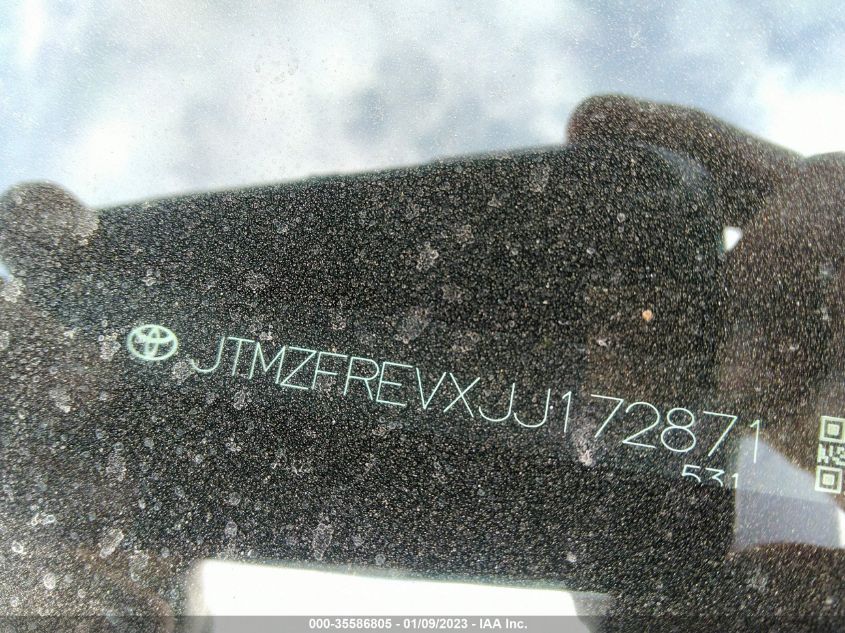 JTMZFREVXJJ172871
531
000-35586805 - 01/09/2023 - IAA Inc.